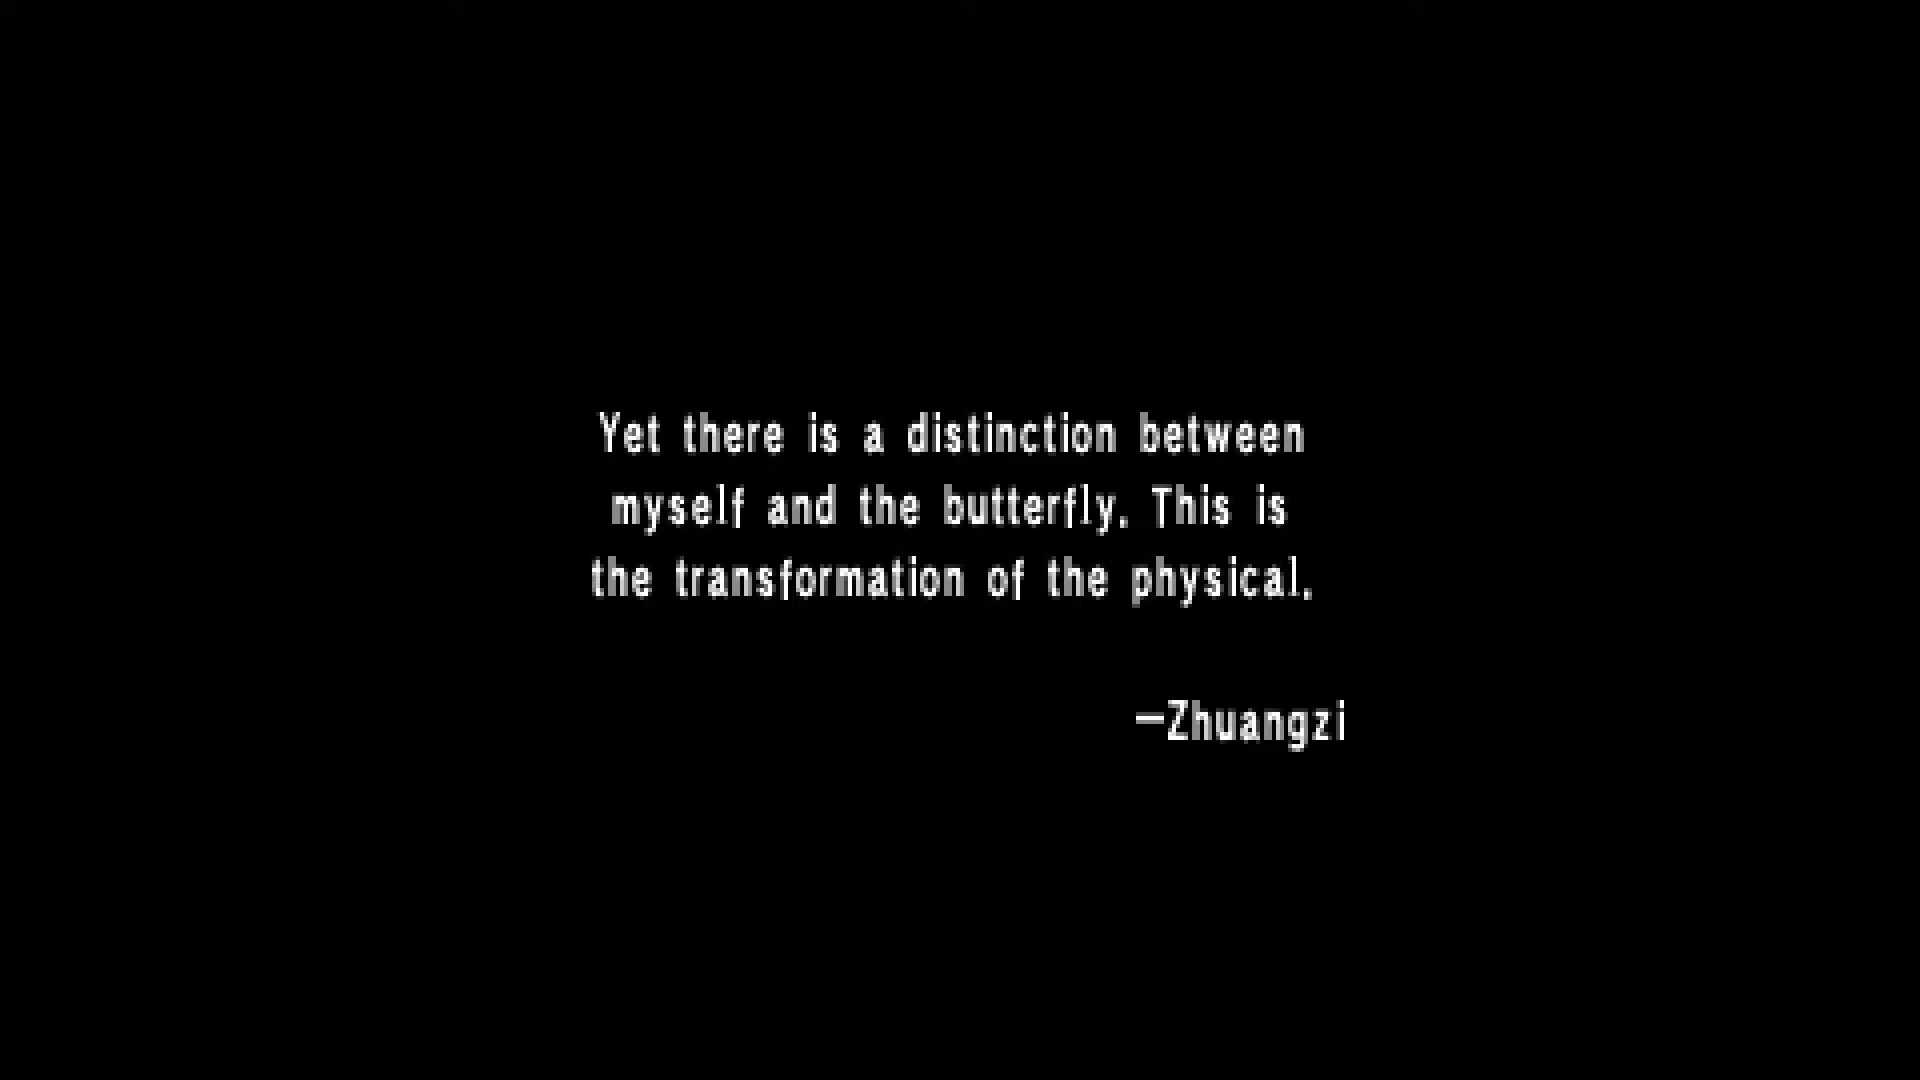 Yet there is a distinction between
myself and the butterfly. This is
the transformation of the physical.
—Zhuangzi